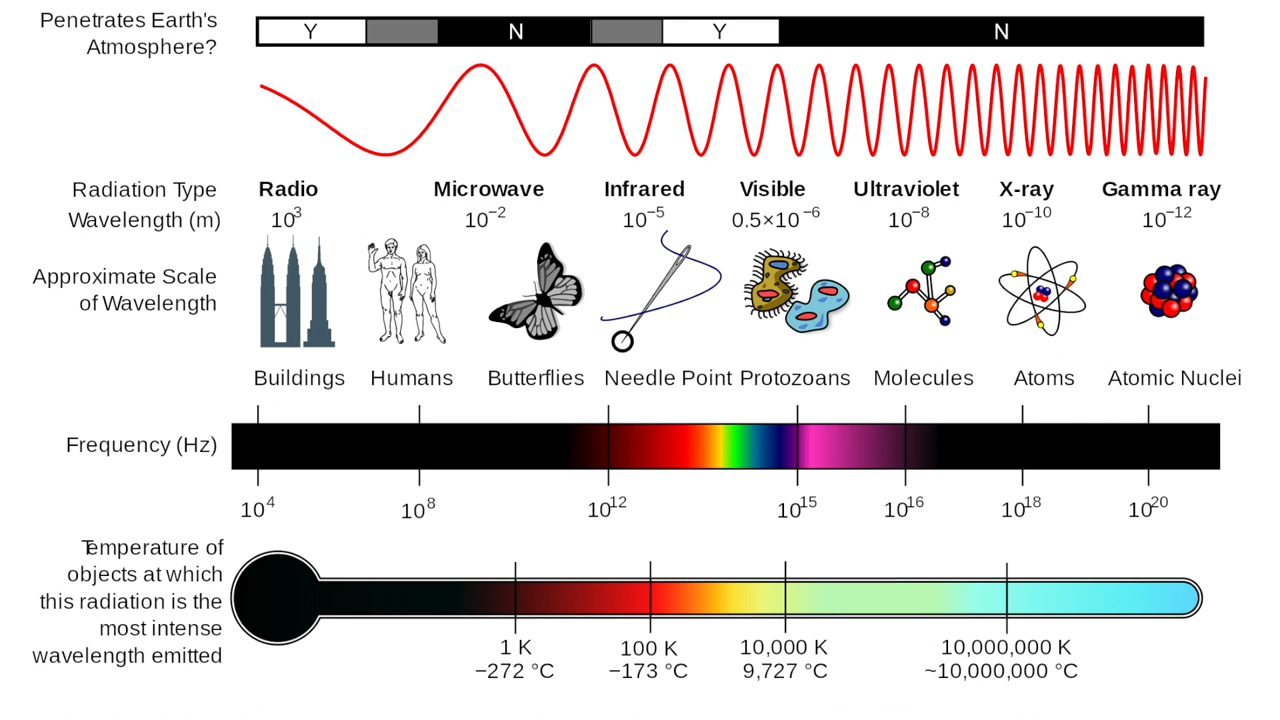 Penetrates Earth's
Atmosphere?
Y N Y N
Radiation Type Radio Microwave Infrared Visible Ultraviolet X-ray Gamma ray
Wavelength (m) 10³ 10⁻² 10⁻⁵ 0.5×10⁻⁶ 10⁻⁸ 10⁻¹⁰ 10⁻¹²
Approximate Scale
of Wavelength
Buildings Humans Butterflies Needle Point Protozoans Molecules Atoms Atomic Nuclei
Frequency (Hz)
10⁴ 10⁸ 10¹² 10¹⁵ 10¹⁶ 10¹⁸ 10²⁰
Temperature of
objects at which
this radiation is the
most intense
wavelength emitted
1 K 100 K 10,000 K 10,000,000 K
−272 °C −173 °C 9,727 °C ~10,000,000 °C